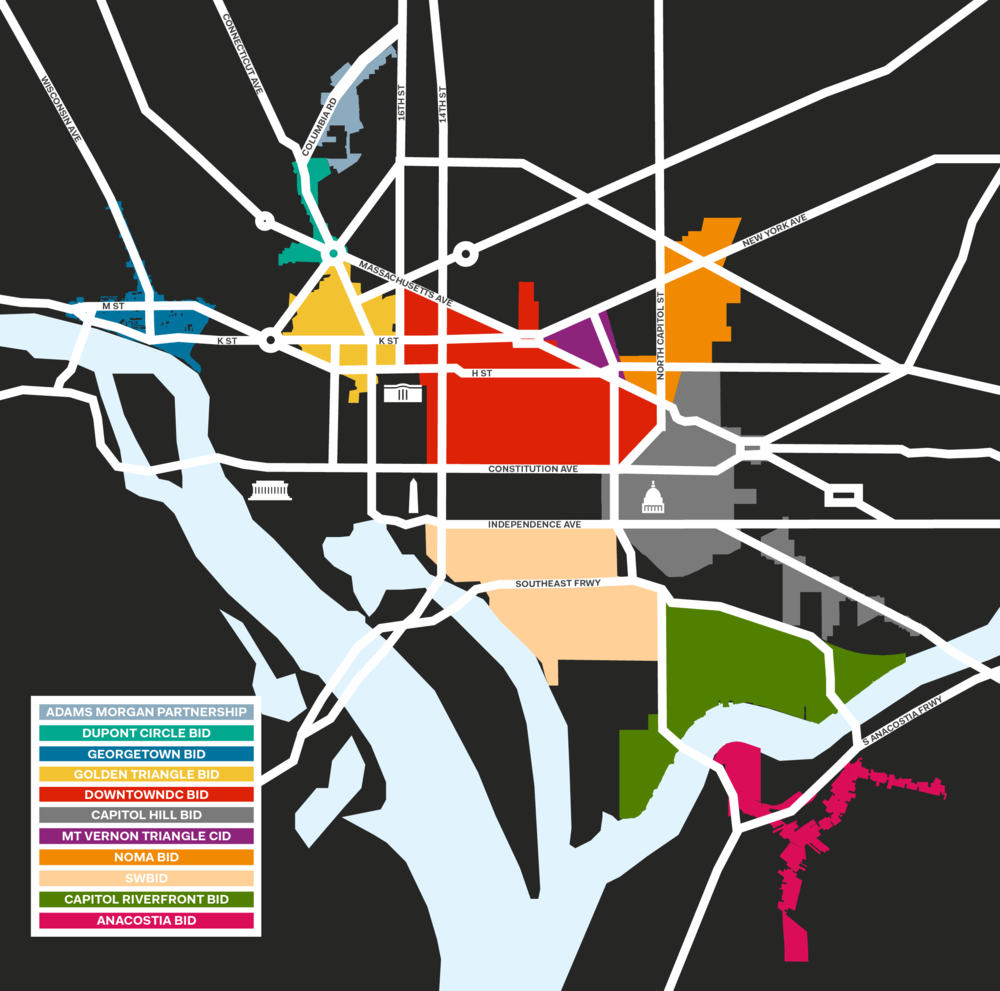 CONNECTICUT AVE
WISCONSIN AVE
COLUMBIA RD
16TH ST
14TH ST
NEW YORK AVE
MASSACHUSETTS AVE
M ST
K ST
K ST
H ST
NORTH CAPITOL ST
CONSTITUTION AVE
INDEPENDENCE AVE
SOUTHEAST FRWY
S ANACOSTIA FRWY
ADAMS MORGAN PARTNERSHIP
DUPONT CIRCLE BID
GEORGETOWN BID
GOLDEN TRIANGLE BID
DOWNTOWNDC BID
CAPITOL HILL BID
MT VERNON TRIANGLE CID
NOMA BID
SWBID
CAPITOL RIVERFRONT BID
ANACOSTIA BID